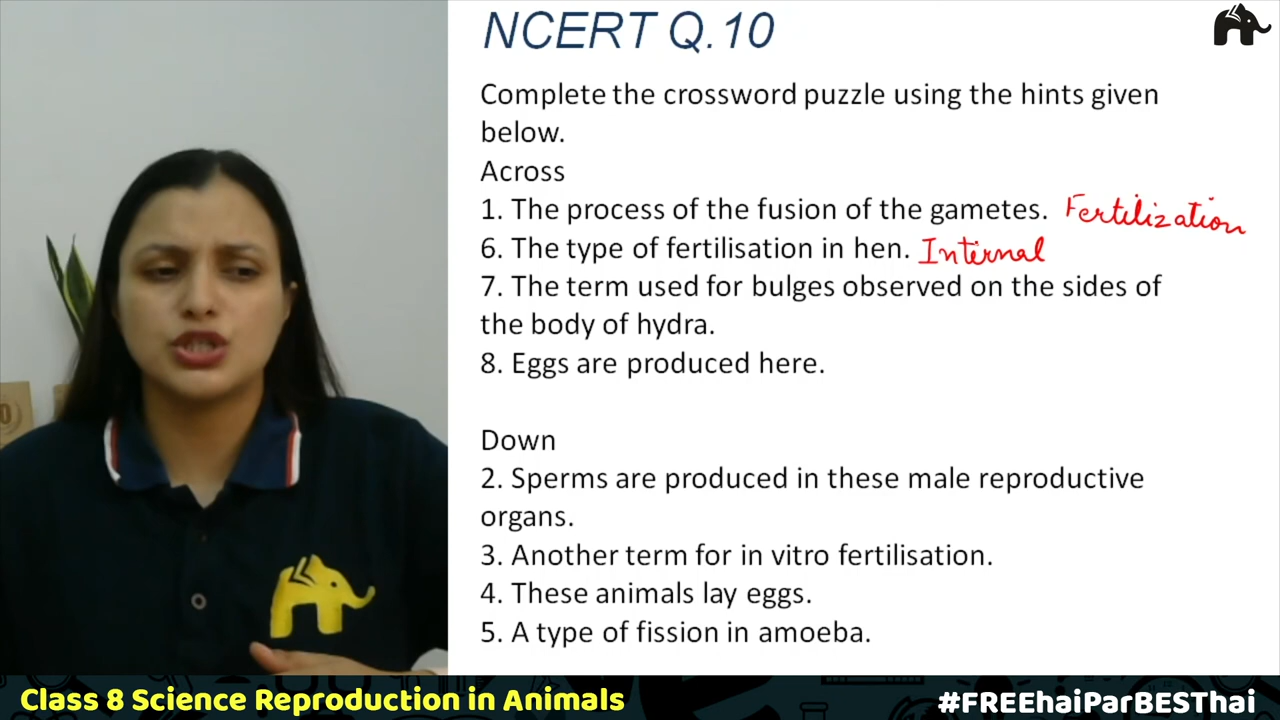 NCERT Q.10
Complete the crossword puzzle using the hints given
below.
Across
1. The process of the fusion of the gametes. Fertilization
6. The type of fertilisation in hen. Internal
7. The term used for bulges observed on the sides of
the body of hydra.
8. Eggs are produced here.
Down
2. Sperms are produced in these male reproductive
organs.
3. Another term for in vitro fertilisation.
4. These animals lay eggs.
5. A type of fission in amoeba.
Class 8 Science Reproduction in Animals
#FREEhaiParBESThai